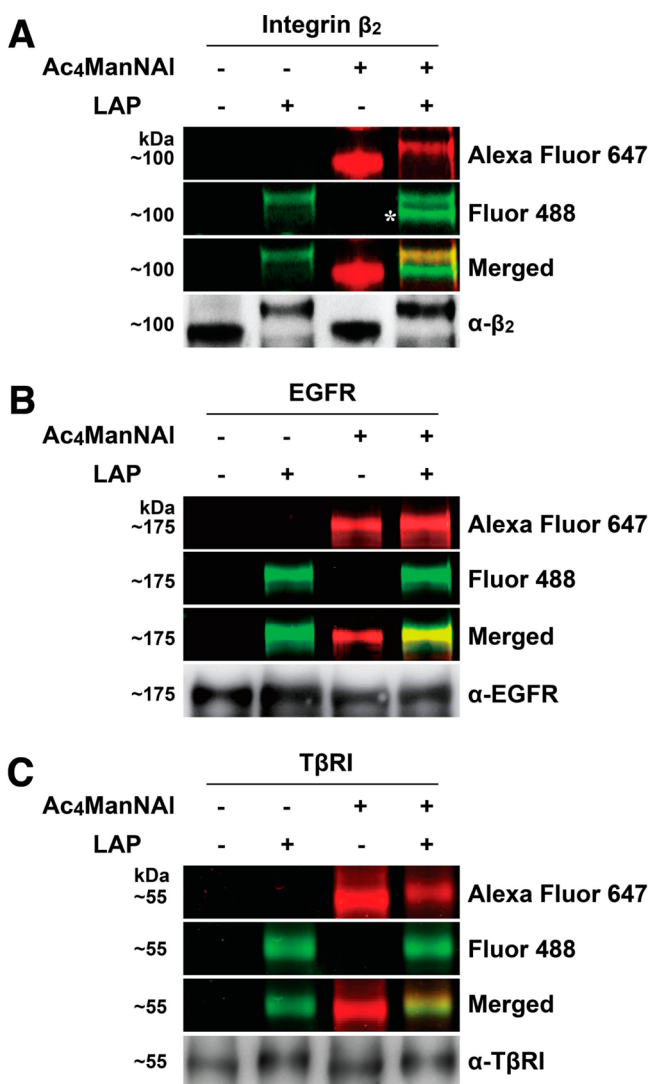 A
Integrin β2
Ac4ManNAl - - + +
LAP - + - +
kDa
~100 Alexa Fluor 647
~100 * Fluor 488
~100 Merged
~100 α-β2
B
EGFR
Ac4ManNAl - - + +
LAP - + - +
kDa
~175 Alexa Fluor 647
~175 Fluor 488
~175 Merged
~175 α-EGFR
C
TβRI
Ac4ManNAl - - + +
LAP - + - +
kDa
~55 Alexa Fluor 647
~55 Fluor 488
~55 Merged
~55 α-TβRI